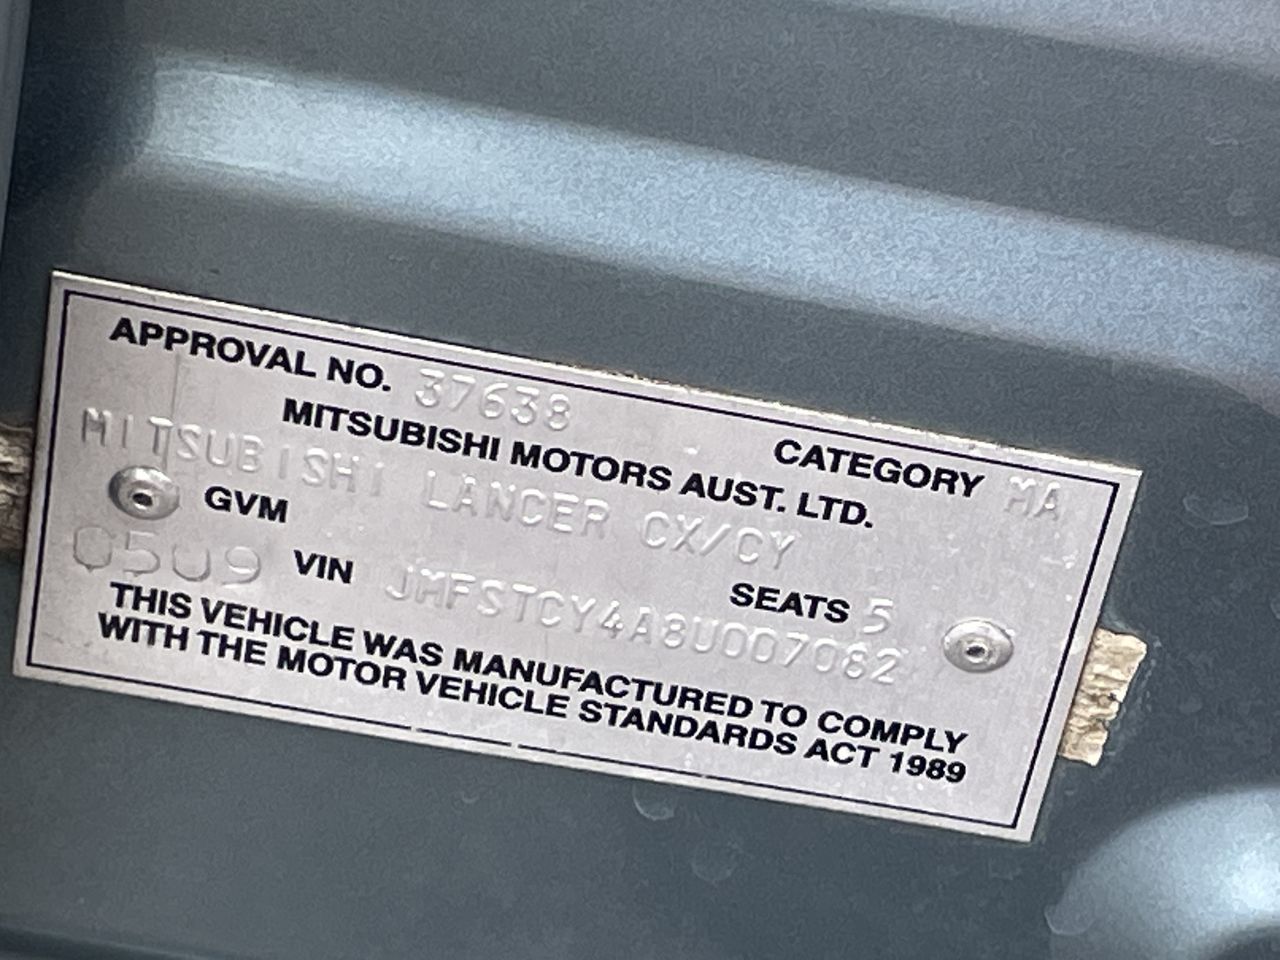 APPROVAL NO. 37638 CATEGORY MA
MITSUBISHI MOTORS AUST. LTD.
MITSUBISHI LANCER CX/CY
GVM SEATS 5
0509 VIN JMFSTCY4A8U007082
THIS VEHICLE WAS MANUFACTURED TO COMPLY
WITH THE MOTOR VEHICLE STANDARDS ACT 1989